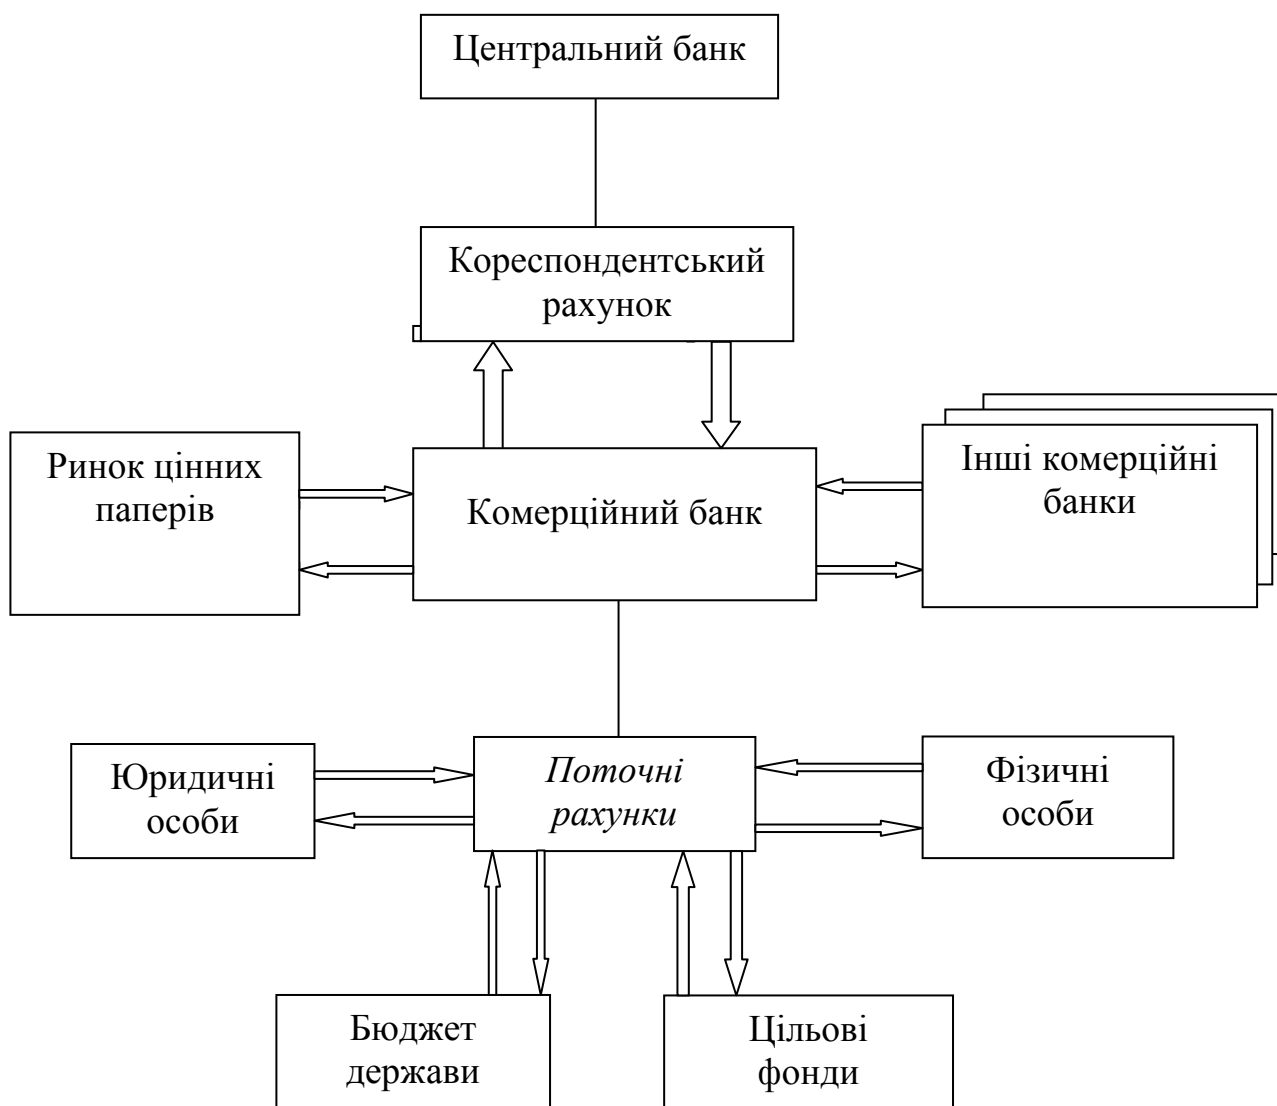 Центральний банк
Кореспондентський
рахунок
Ринок цінних
паперів
Комерційний банк
Інші комерційні
банки
Юридичні
особи
Поточні
рахунки
Фізичні
особи
Бюджет
держави
Цільові
фонди